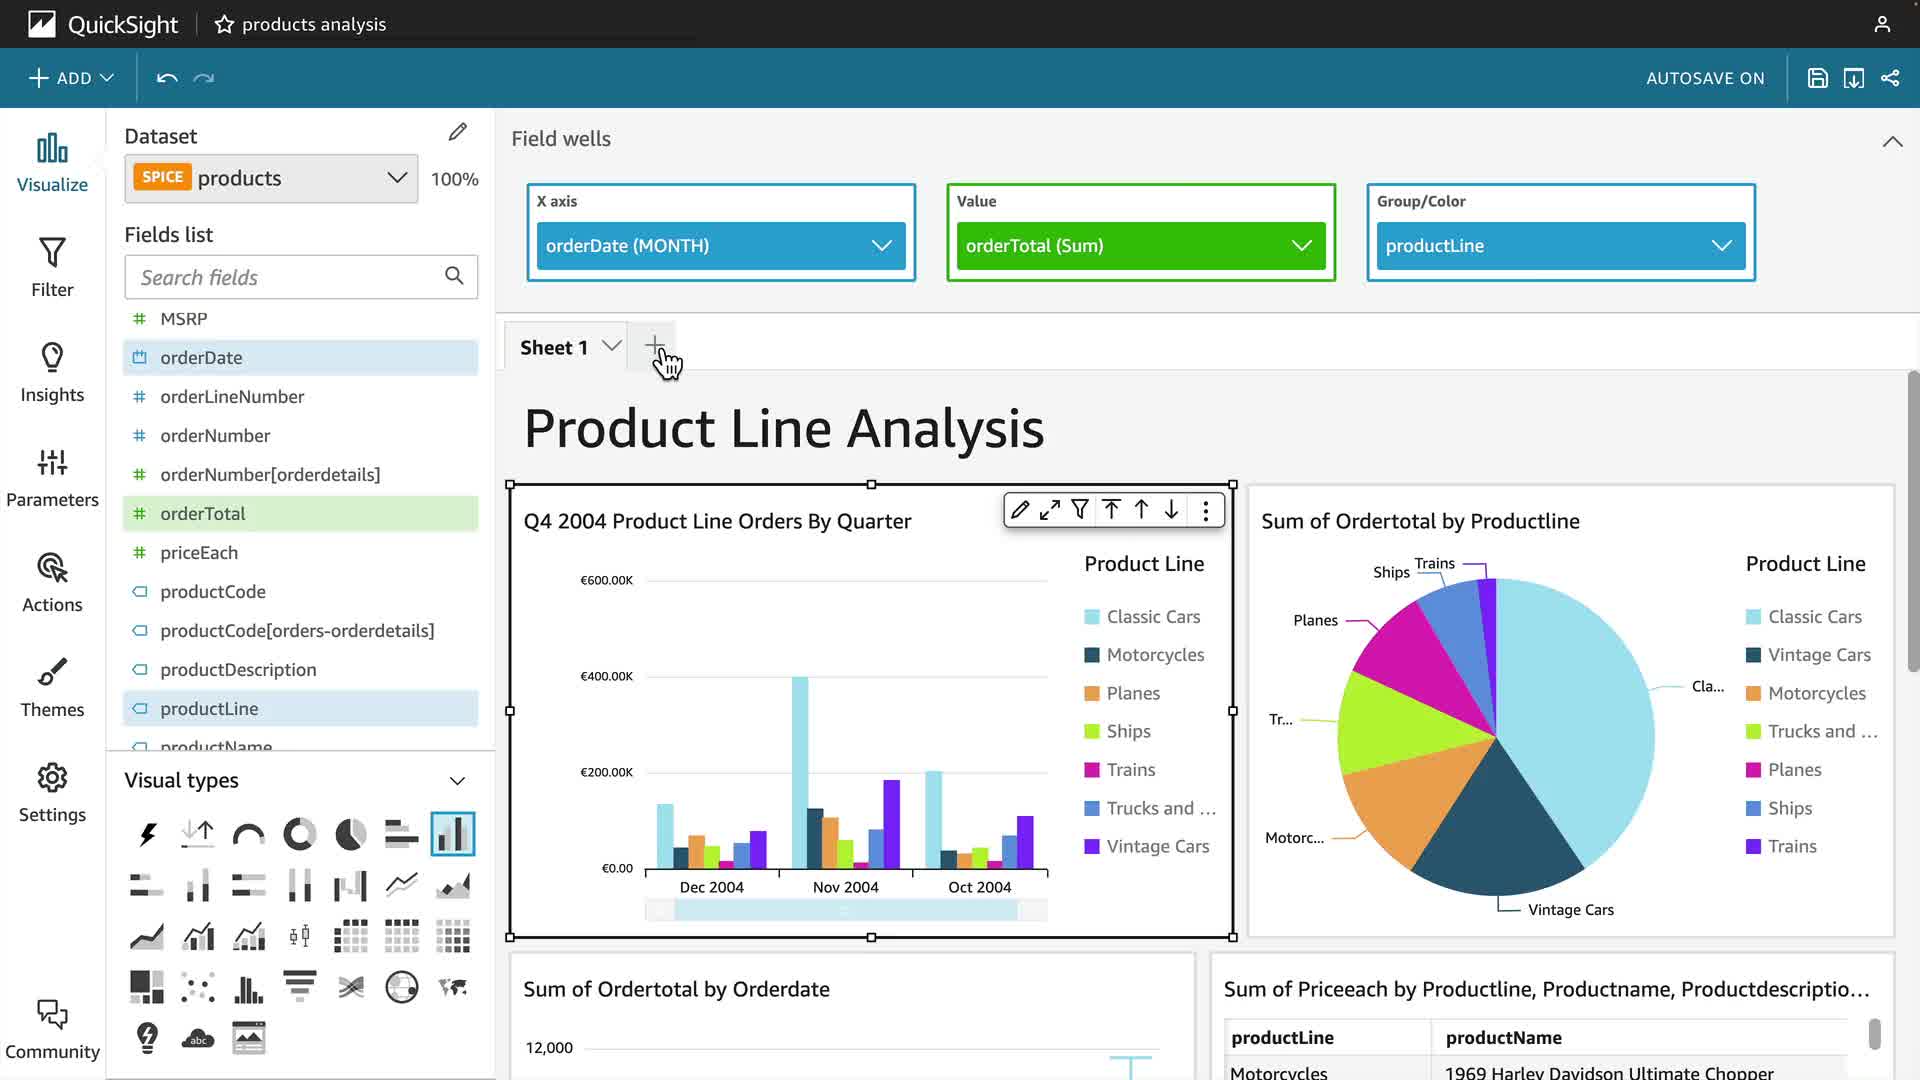 QuickSight
products analysis
ADD
AUTOSAVE ON
Visualize
Filter
Insights
Parameters
Actions
Themes
Settings
Community
Dataset
SPICE products
100%
Fields list
Search fields
MSRP
orderDate
orderLineNumber
orderNumber
orderNumber[orderdetails]
orderTotal
priceEach
productCode
productCode[orders-orderdetails]
productDescription
productLine
productName
Visual types
abc
Field wells
X axis
orderDate (MONTH)
Value
orderTotal (Sum)
Group/Color
productLine
Sheet 1
Product Line Analysis
Q4 2004 Product Line Orders By Quarter
€600.00K
€400.00K
€200.00K
€0.00
Dec 2004
Nov 2004
Oct 2004
Product Line
Classic Cars
Motorcycles
Planes
Ships
Trains
Trucks and ...
Vintage Cars
Sum of Ordertotal by Productline
Trains
Ships
Planes
Tr...
Motorc...
Cla...
Vintage Cars
Product Line
Classic Cars
Vintage Cars
Motorcycles
Trucks and ...
Planes
Ships
Trains
Sum of Ordertotal by Orderdate
12,000
Sum of Priceeach by Productline, Productname, Productdescriptio...
productLine
productName
Motorcycles
1969 Harley Davidson Ultimate Chopper